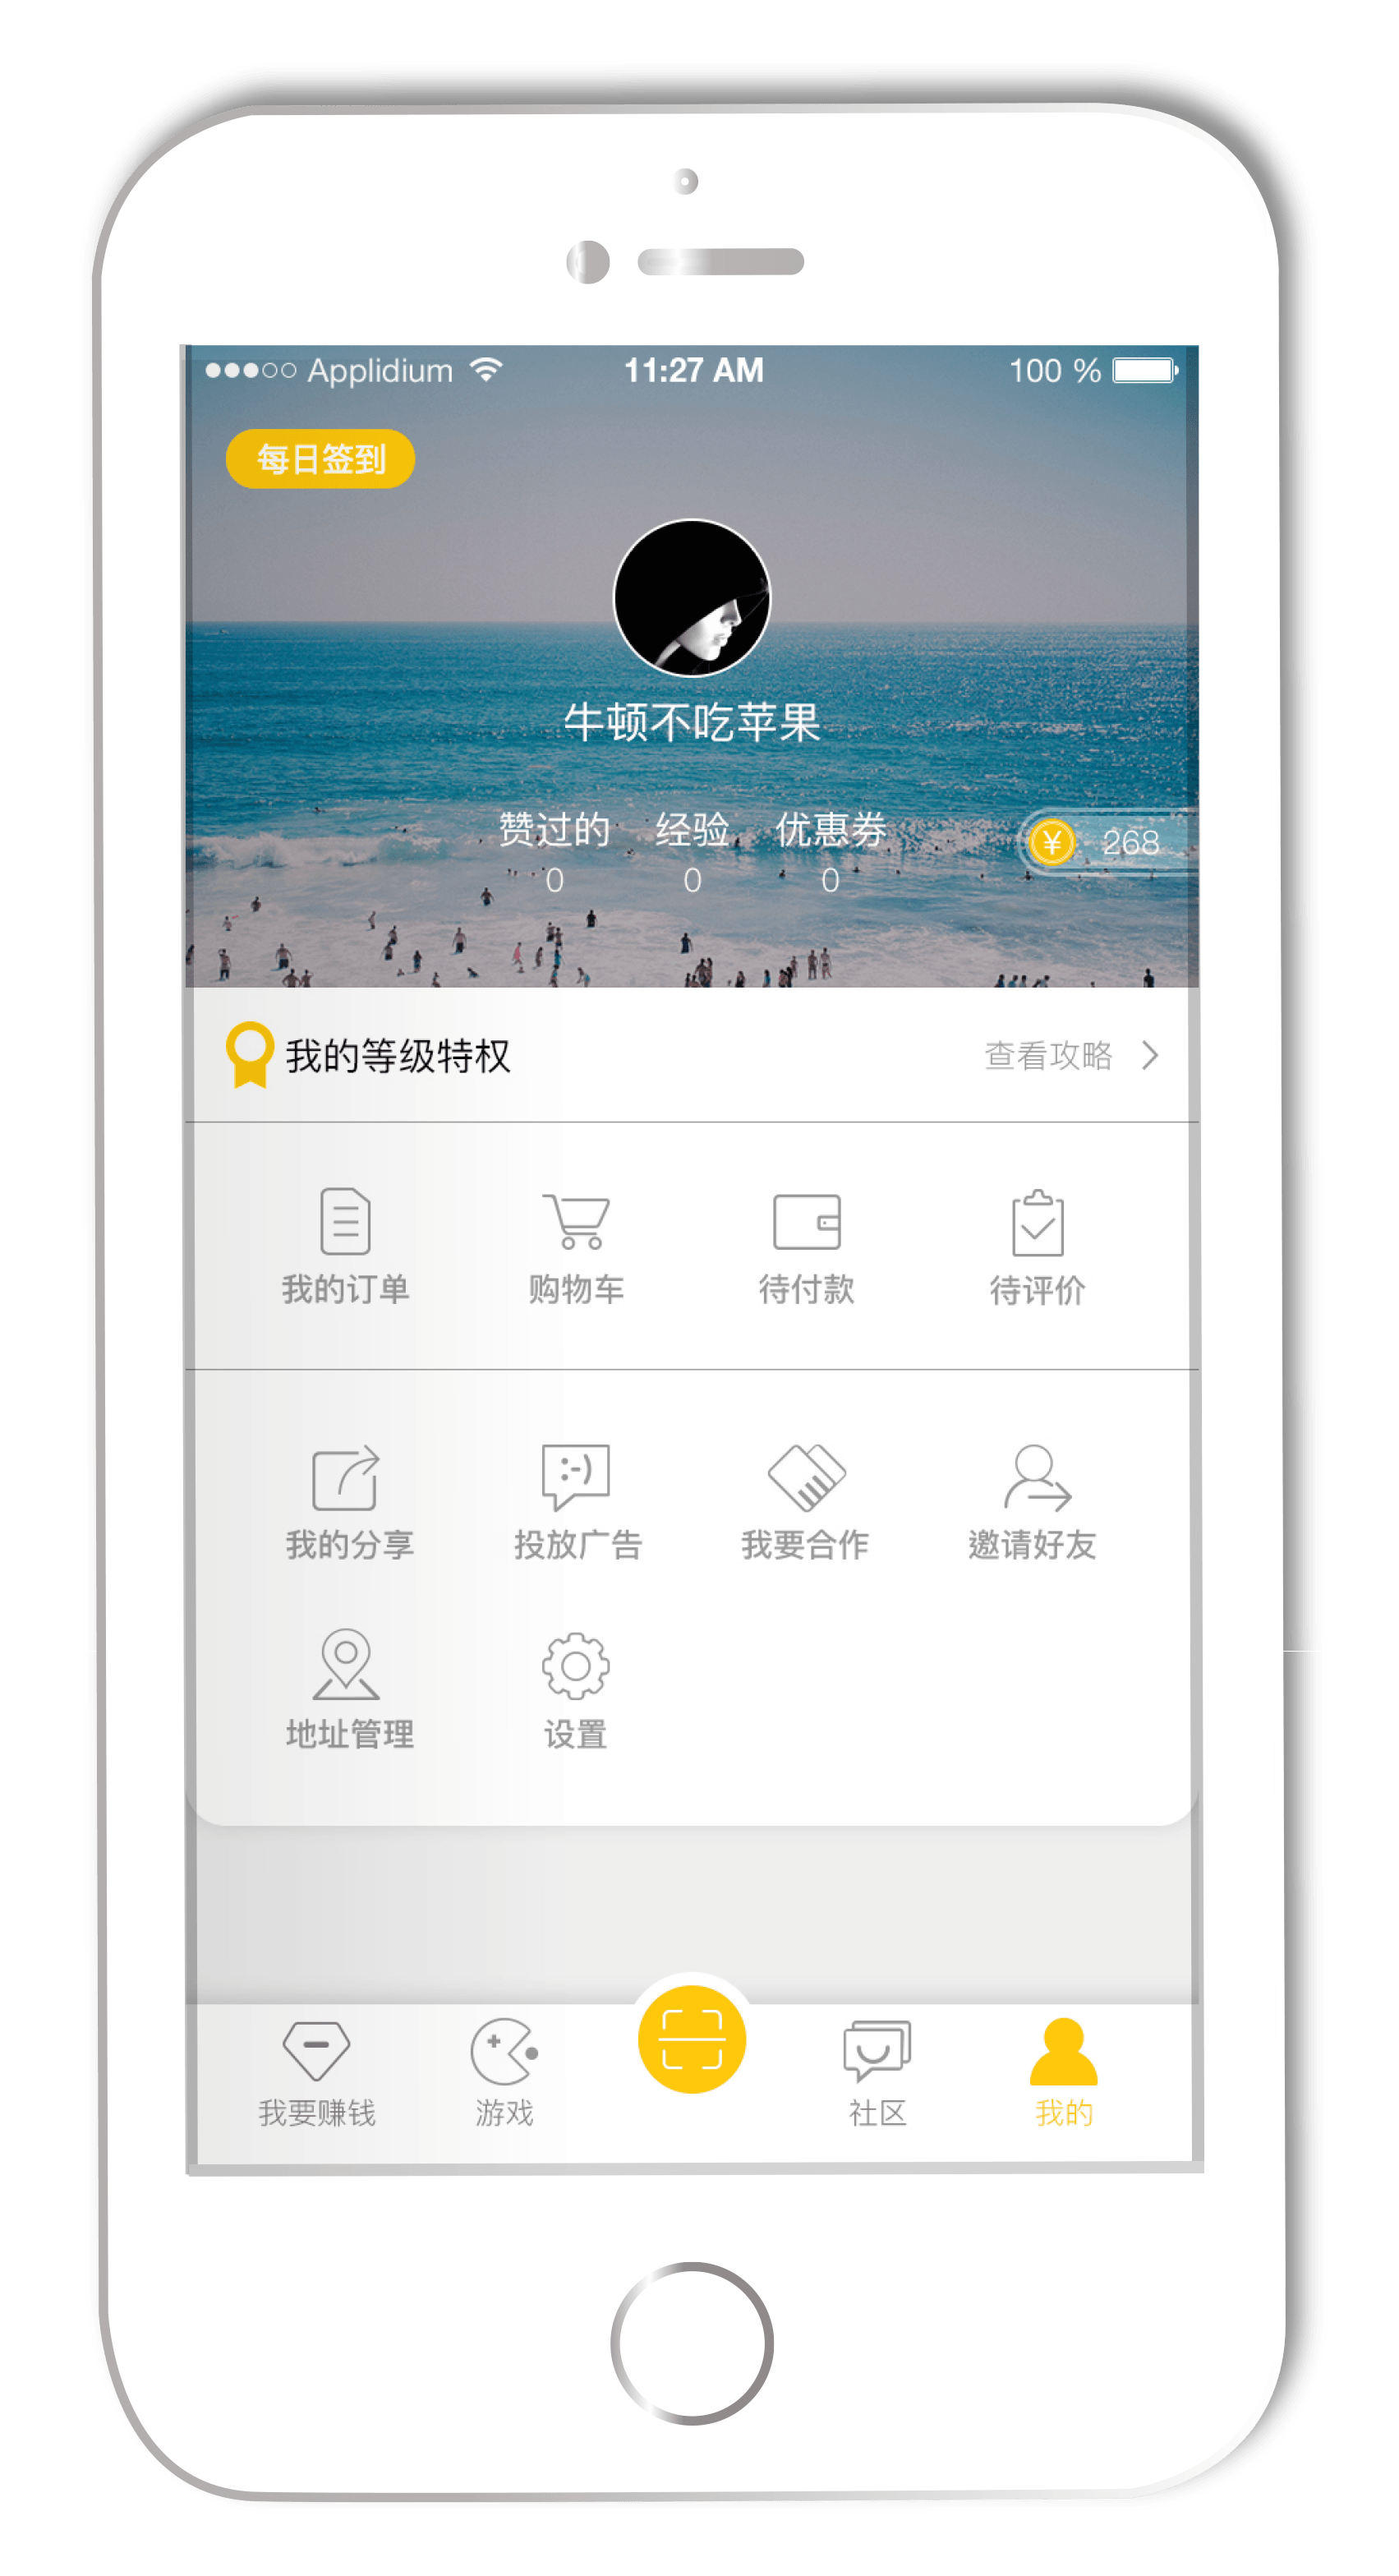 Applidium 11:27 AM 100 %
每日签到
牛顿不吃苹果
赞过的 经验 优惠券
0 0 0
¥ 268
我的等级特权 查看攻略
我的订单 购物车 待付款 待评价
:-)
我的分享 投放广告 我要合作 邀请好友
地址管理 设置
我要赚钱 游戏 社区 我的